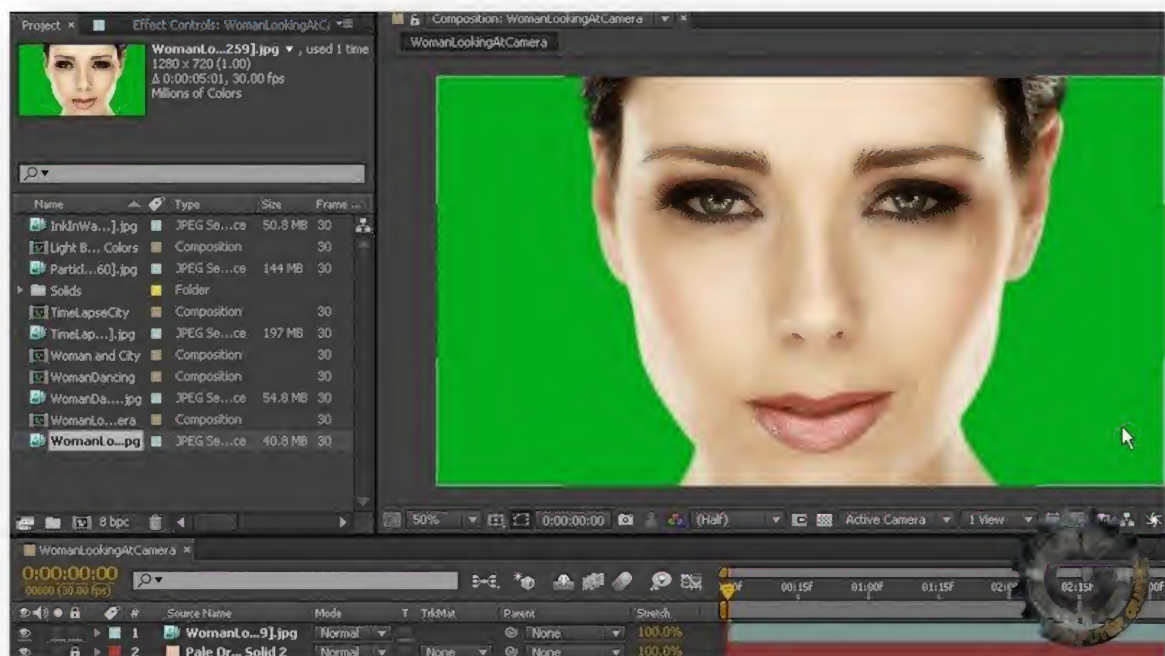 Project × Effect Controls: WomanLookingAtCa
WomanLo...259].jpg ▼ , used 1 time
1280 x 720 (1.00)
Δ 0:00:05:01, 30.00 fps
Millions of Colors
Name Type Size Frame ...
InkInWa...].jpg JPEG Se...ce 50.8 MB 30
Light B... Colors Composition 30
Particl...60].jpg JPEG Se...ce 144 MB 30
Solids Folder
TimeLapseCity Composition 30
TimeLap...].jpg JPEG Se...ce 197 MB 30
Woman and City Composition 30
WomanDancing Composition 30
WomanDa....jpg JPEG Se...ce 54.8 MB 30
WomanLo...era Composition 30
WomanLo...pg JPEG Se...ce 40.8 MB 30
8 bpc
Composition: WomanLookingAtCamera
WomanLookingAtCamera
50% 0:00:00:00 (Half) Active Camera 1 View
WomanLookingAtCamera ×
0:00:00:00
00000 (30.00 fps)
00:15F 01:00F 01:15F 02:15F
# Source Name Mode T TrkMat Parent Stretch
1 WomanLo...9].jpg Normal None 100.0%
2 Pale Or... Solid 2 Normal None None 100.0%